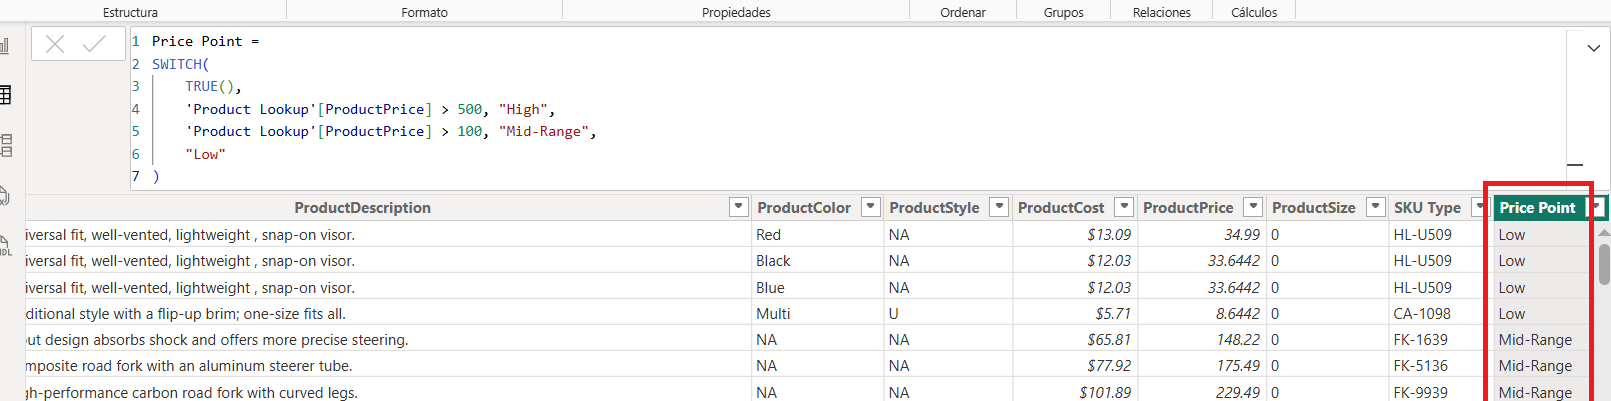 Estructura Formato Propiedades Ordenar Grupos Relaciones Cálculos
1 Price Point =
2 SWITCH(
3 TRUE(),
4 'Product Lookup'[ProductPrice] > 500, "High",
5 'Product Lookup'[ProductPrice] > 100, "Mid-Range",
6 "Low"
7 )
ProductDescription ProductColor ProductStyle ProductCost ProductPrice ProductSize SKU Type Price Point
iversal fit, well-vented, lightweight , snap-on visor. Red NA $13.09 34.99 0 HL-U509 Low
iversal fit, well-vented, lightweight , snap-on visor. Black NA $12.03 33.6442 0 HL-U509 Low
iversal fit, well-vented, lightweight , snap-on visor. Blue NA $12.03 33.6442 0 HL-U509 Low
ditional style with a flip-up brim; one-size fits all. Multi U $5.71 8.6442 0 CA-1098 Low
out design absorbs shock and offers more precise steering. NA NA $65.81 148.22 0 FK-1639 Mid-Range
mposite road fork with an aluminum steerer tube. NA NA $77.92 175.49 0 FK-5136 Mid-Range
gh-performance carbon road fork with curved legs. NA NA $101.89 229.49 0 FK-9939 Mid-Range